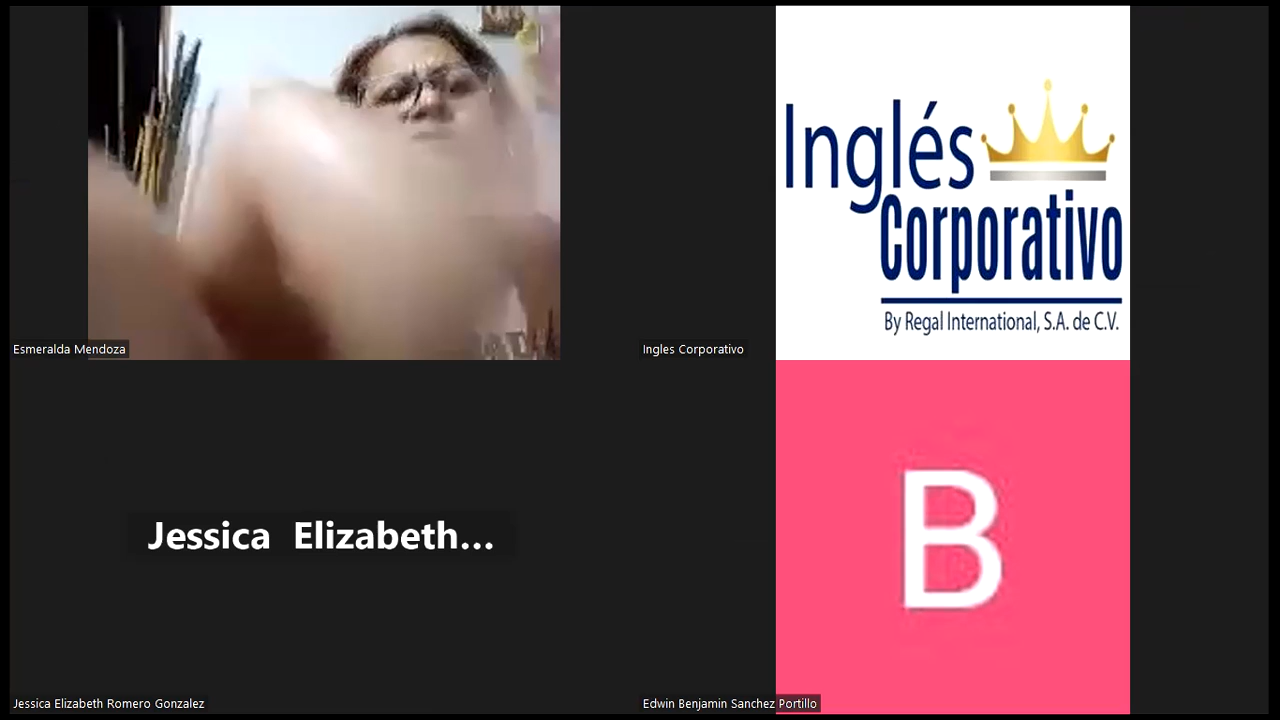 Esmeralda Mendoza
Inglés
Corporativo
By Regal International, S.A. de C.V.
Ingles Corporativo
Jessica Elizabeth...
Jessica Elizabeth Romero Gonzalez
B
Edwin Benjamin Sanchez Portillo